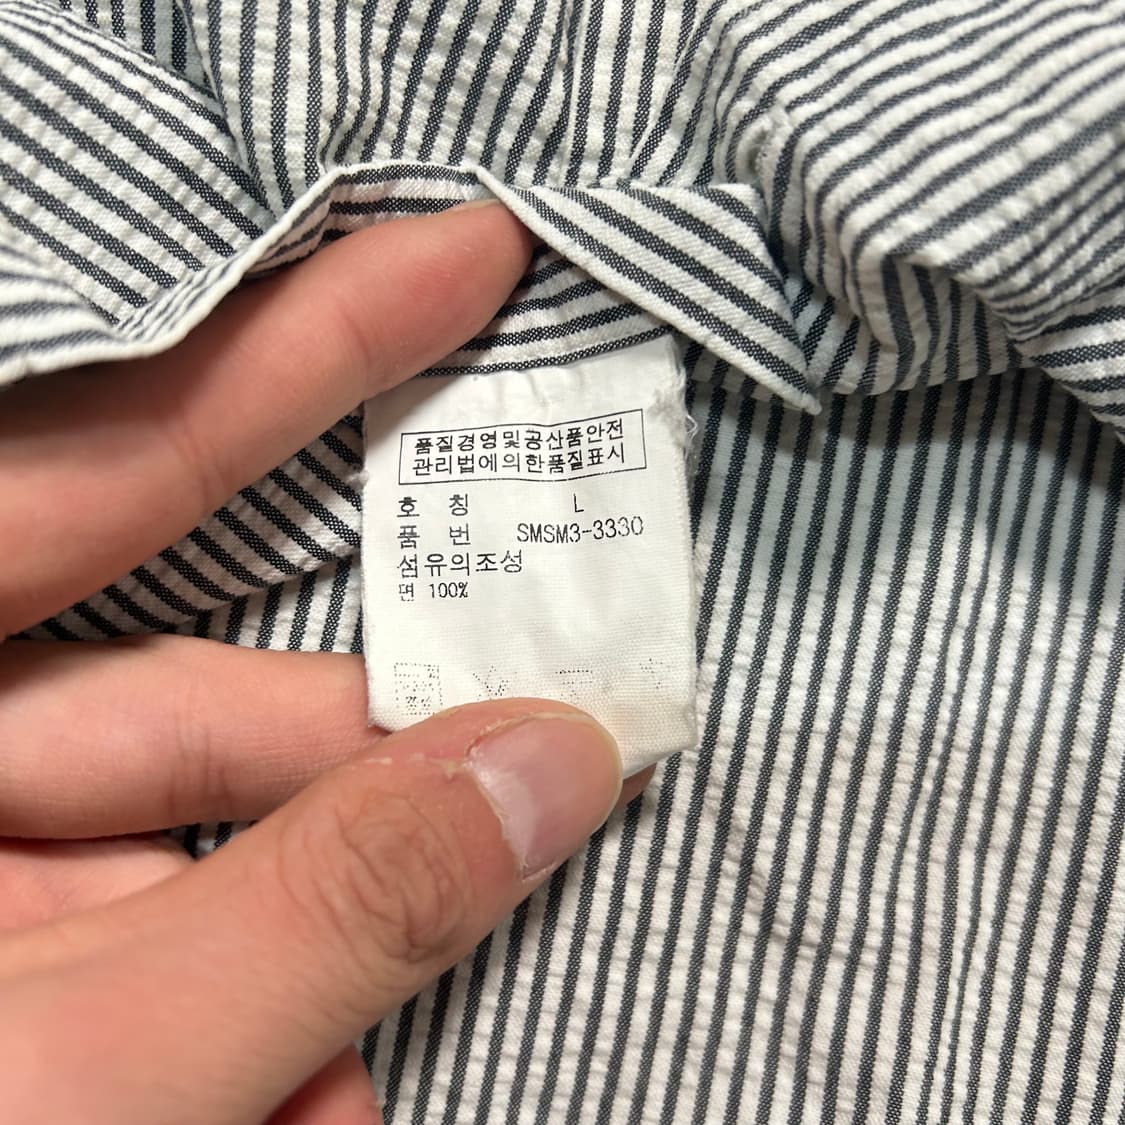 품질경영및공산품안전
관리법에의한품질표시
호 칭 L
품 번 SMSM3-3330
섬유의조성
면 100%